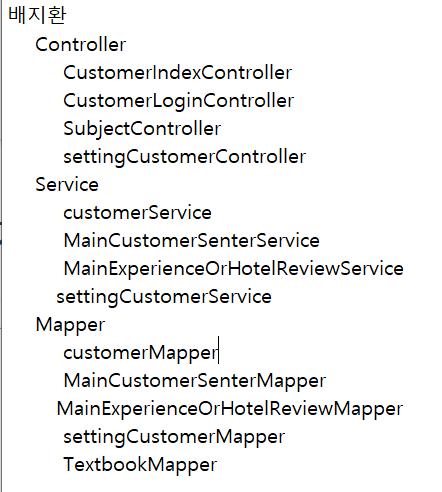 배지환
Controller
CustomerIndexController
CustomerLoginController
SubjectController
settingCustomerController
Service
customerService
MainCustomerSenterService
MainExperienceOrHotelReviewService
settingCustomerService
Mapper
customerMapper
MainCustomerSenterMapper
MainExperienceOrHotelReviewMapper
settingCustomerMapper
TextbookMapper